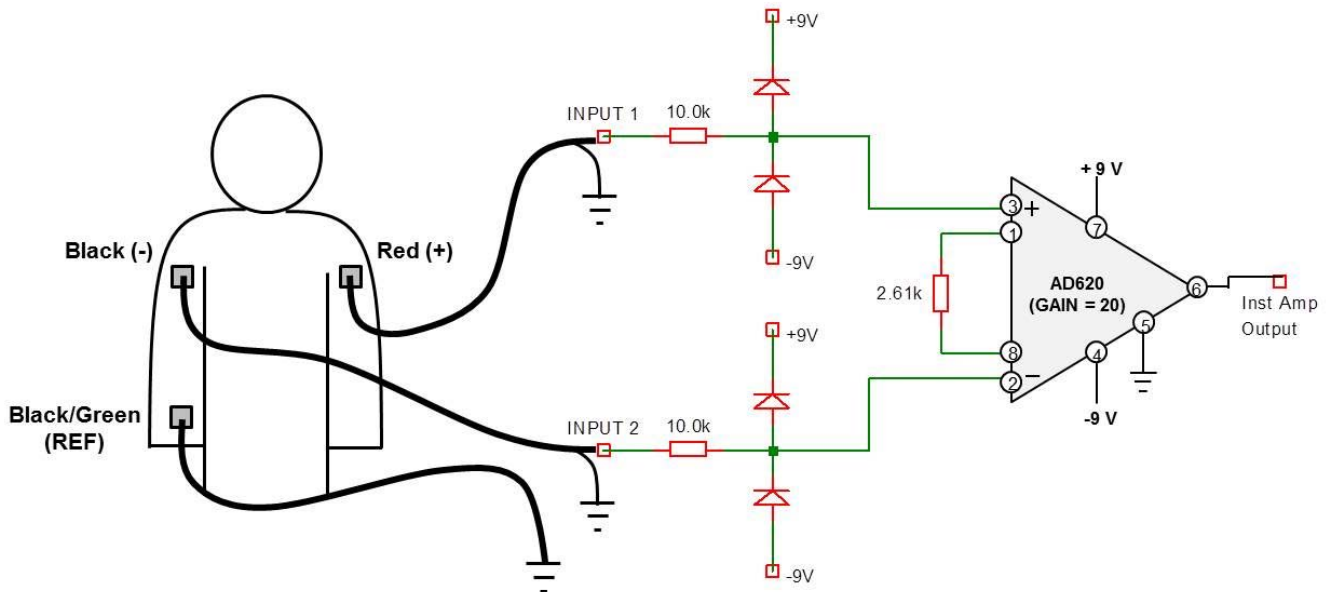 +9V
INPUT 1
10.0k
-9V
Black (-)
Red (+)
+ 9 V
3
+
1
7
2.61k
AD620
(GAIN = 20)
6
Inst Amp
Output
5
8
4
2
−
-9 V
+9V
Black/Green
(REF)
INPUT 2
10.0k
-9V